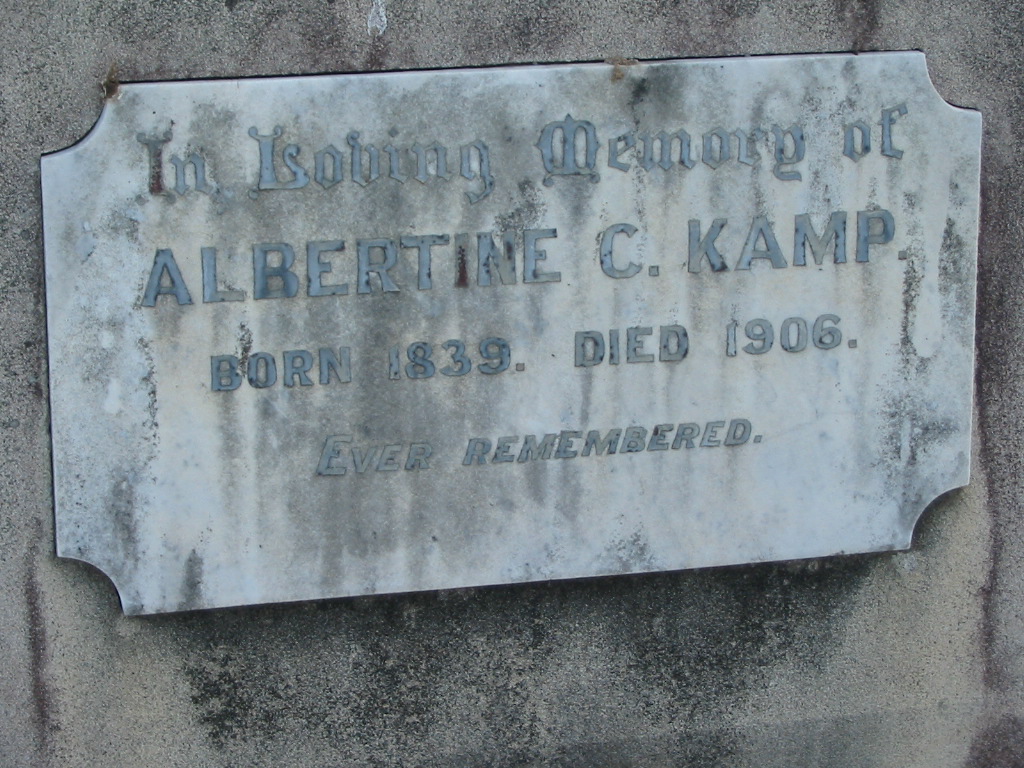 In Loving Memory of
ALBERTINE C. KAMP.
BORN 1839. DIED 1906.
EVER REMEMBERED.